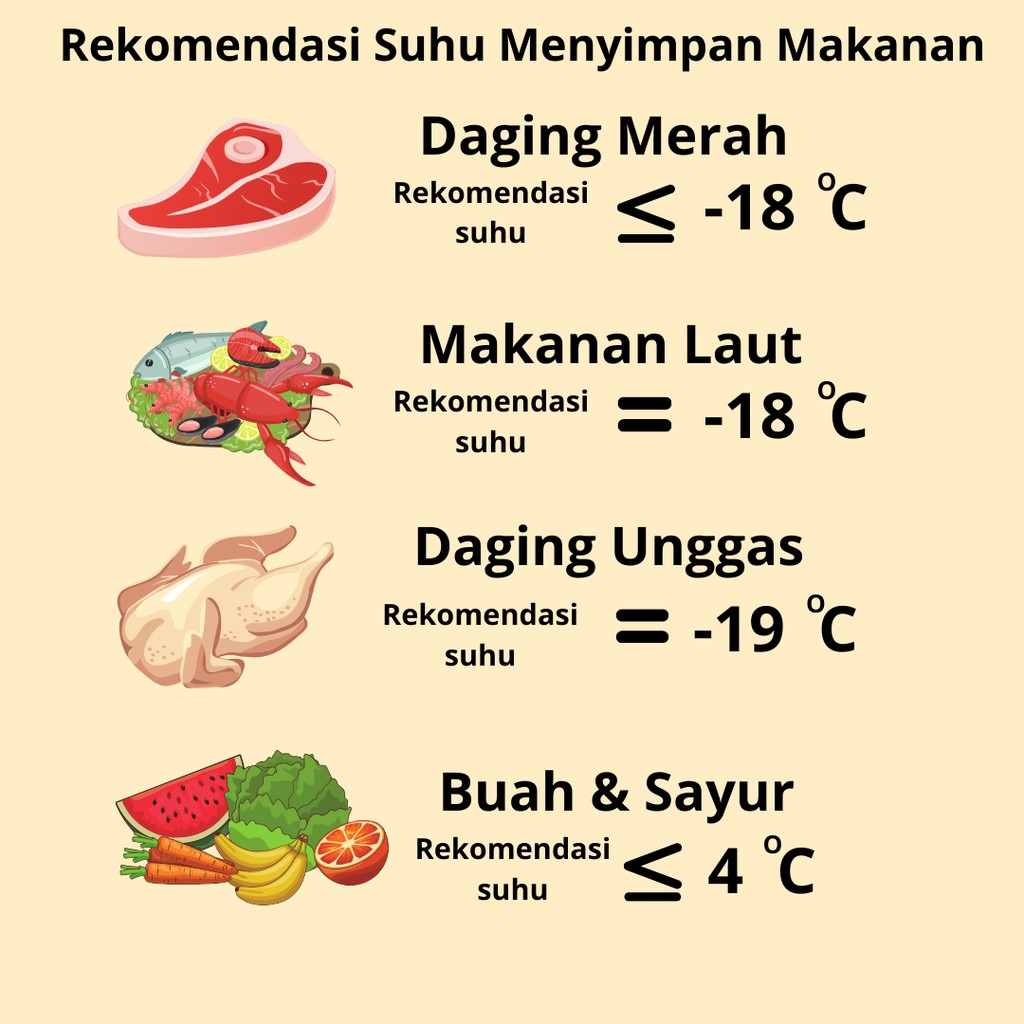 Rekomendasi Suhu Menyimpan Makanan
Daging Merah
Rekomendasi
suhu
≤ -18 °C
Makanan Laut
Rekomendasi
suhu
= -18 °C
Daging Unggas
Rekomendasi
suhu
= -19 °C
Buah & Sayur
Rekomendasi
suhu
≤ 4 °C